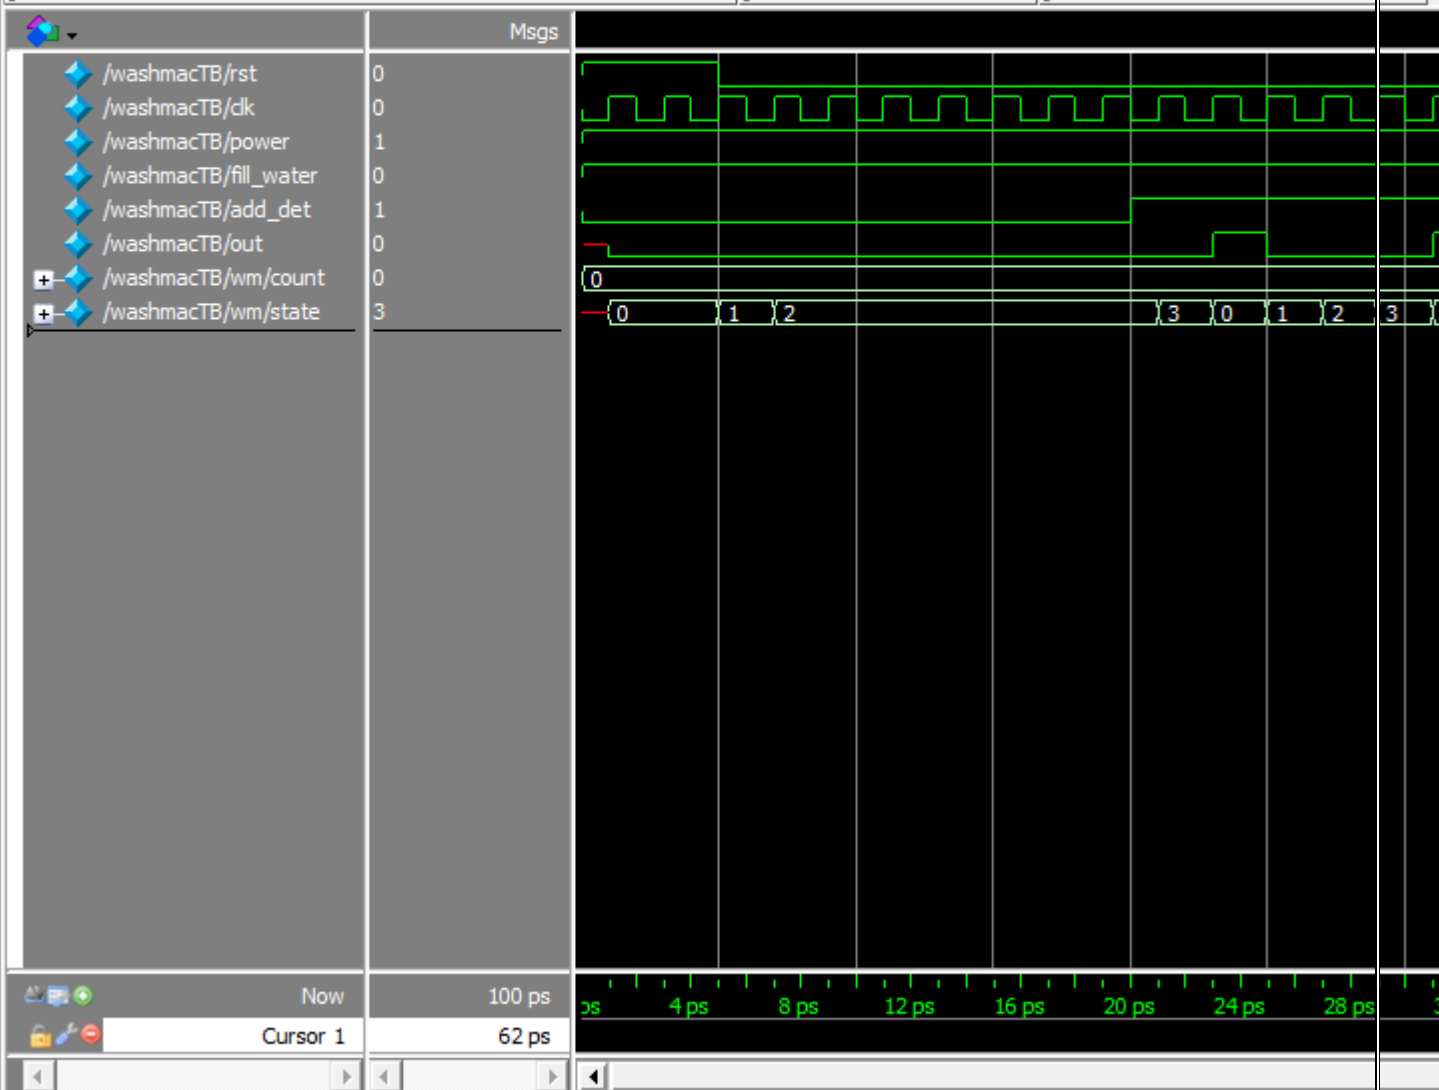 Msgs
/washmacTB/rst 0
/washmacTB/clk 0
/washmacTB/power 1
/washmacTB/fill_water 0
/washmacTB/add_det 1
/washmacTB/out 0
/washmacTB/wm/count 0 0
/washmacTB/wm/state 3 0 1 2 3 0 1 2 3
Now 100 ps
ps 4 ps 8 ps 12 ps 16 ps 20 ps 24 ps 28 ps
Cursor 1 62 ps